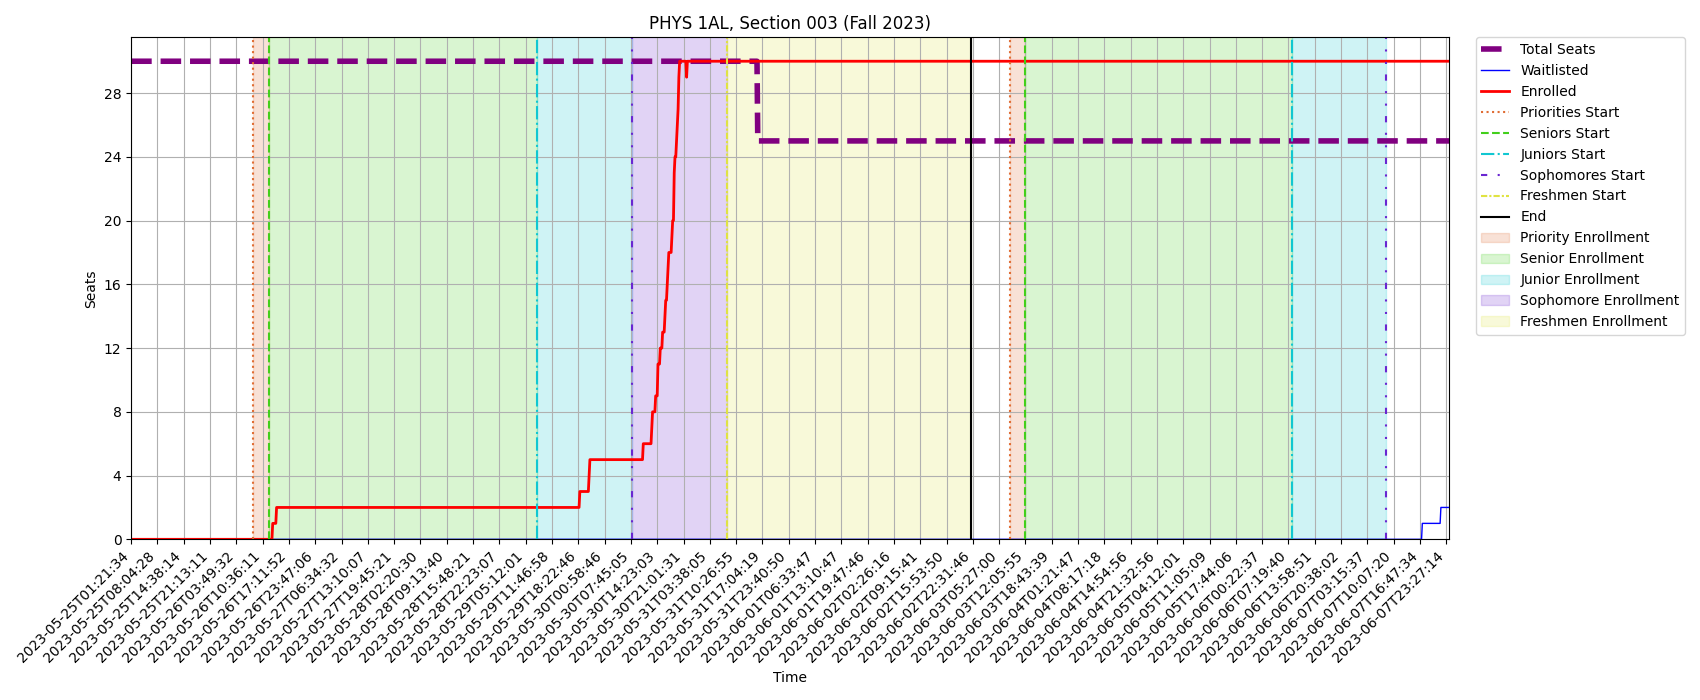 PHYS 1AL, Section 003 (Fall 2023)
Seats
28
24
20
16
12
8
4
0
Total Seats
Waitlisted
Enrolled
Priorities Start
Seniors Start
Juniors Start
Sophomores Start
Freshmen Start
End
Priority Enrollment
Senior Enrollment
Junior Enrollment
Sophomore Enrollment
Freshmen Enrollment
2023-05-25T01:21:34
2023-05-25T08:04:28
2023-05-25T14:38:14
2023-05-25T21:13:11
2023-05-26T03:49:32
2023-05-26T10:36:11
2023-05-26T17:11:52
2023-05-26T23:47:06
2023-05-27T06:34:32
2023-05-27T13:10:07
2023-05-27T19:45:21
2023-05-28T02:20:30
2023-05-28T09:13:40
2023-05-28T15:48:21
2023-05-28T22:23:07
2023-05-29T05:12:01
2023-05-29T11:46:58
2023-05-29T18:22:46
2023-05-30T00:58:46
2023-05-30T07:45:05
2023-05-30T14:23:03
2023-05-30T21:01:31
2023-05-31T03:38:05
2023-05-31T10:26:55
2023-05-31T17:04:19
2023-05-31T23:40:50
2023-06-01T06:33:47
2023-06-01T13:10:47
2023-06-01T19:47:46
2023-06-02T02:26:16
2023-06-02T09:15:41
2023-06-02T15:53:50
2023-06-02T22:31:46
2023-06-03T05:27:00
2023-06-03T12:05:55
2023-06-03T18:43:39
2023-06-04T01:21:47
2023-06-04T08:17:18
2023-06-04T14:54:56
2023-06-04T21:32:56
2023-06-05T04:12:01
2023-06-05T11:05:09
2023-06-05T17:44:06
2023-06-06T00:22:37
2023-06-06T07:19:40
2023-06-06T13:58:51
2023-06-06T20:38:02
2023-06-07T03:15:37
2023-06-07T10:07:20
2023-06-07T16:47:34
2023-06-07T23:27:14
Time